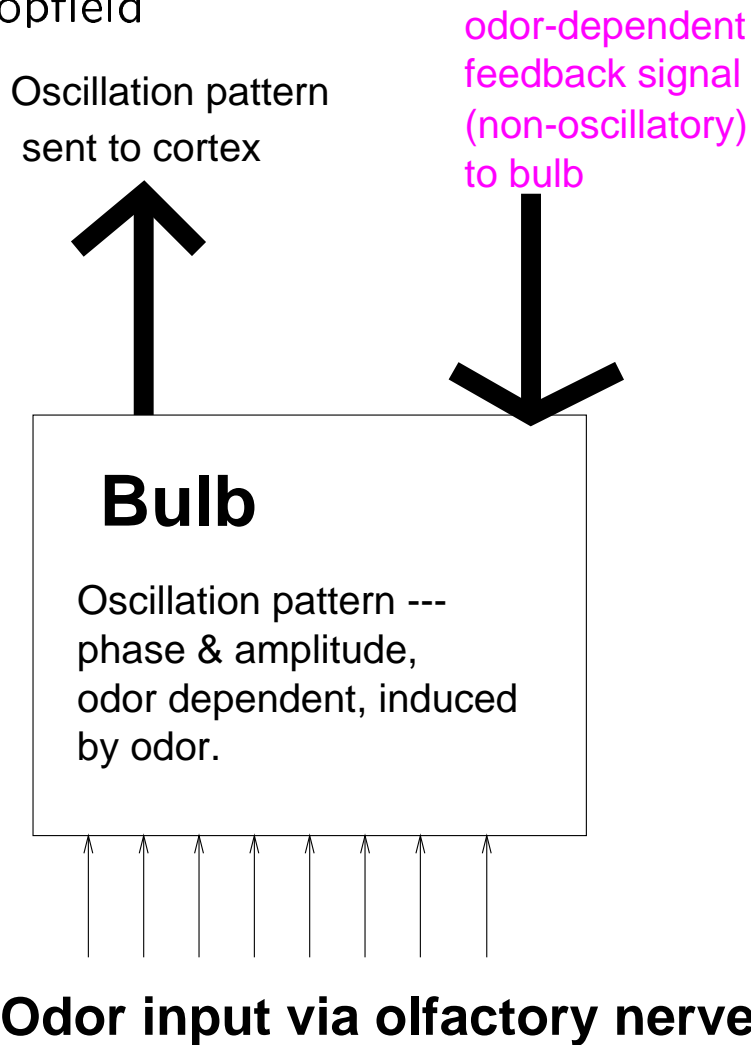 opfield
odor-dependent
feedback signal
(non-oscillatory)
to bulb
Oscillation pattern
sent to cortex
Bulb
Oscillation pattern ---
phase & amplitude,
odor dependent, induced
by odor.
Odor input via olfactory nerve